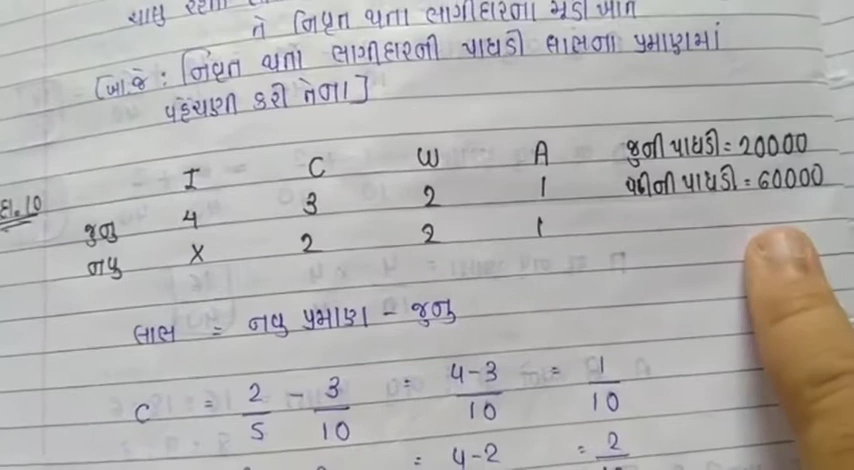 ચાલુ રહેતા
તે નિવૃત થતા ભાગીદારના મૂડી ખાતે
[બાકે : નિવૃત થતા ભાગીદારની પાઘડી લાભના પ્રમાણમાં
વહેંચણી કરી તેના]
I C W A જુની પાઘડી = 20000
દા.10 જુનુ 4 3 2 1 પછીની પાઘડી = 60000
નવુ X 2 2 1
લાભ = નવુ પ્રમાણ - જુનુ
C = 2/5 - 3/10 = 4-3/10 = 1/10
= 4-2 = 2